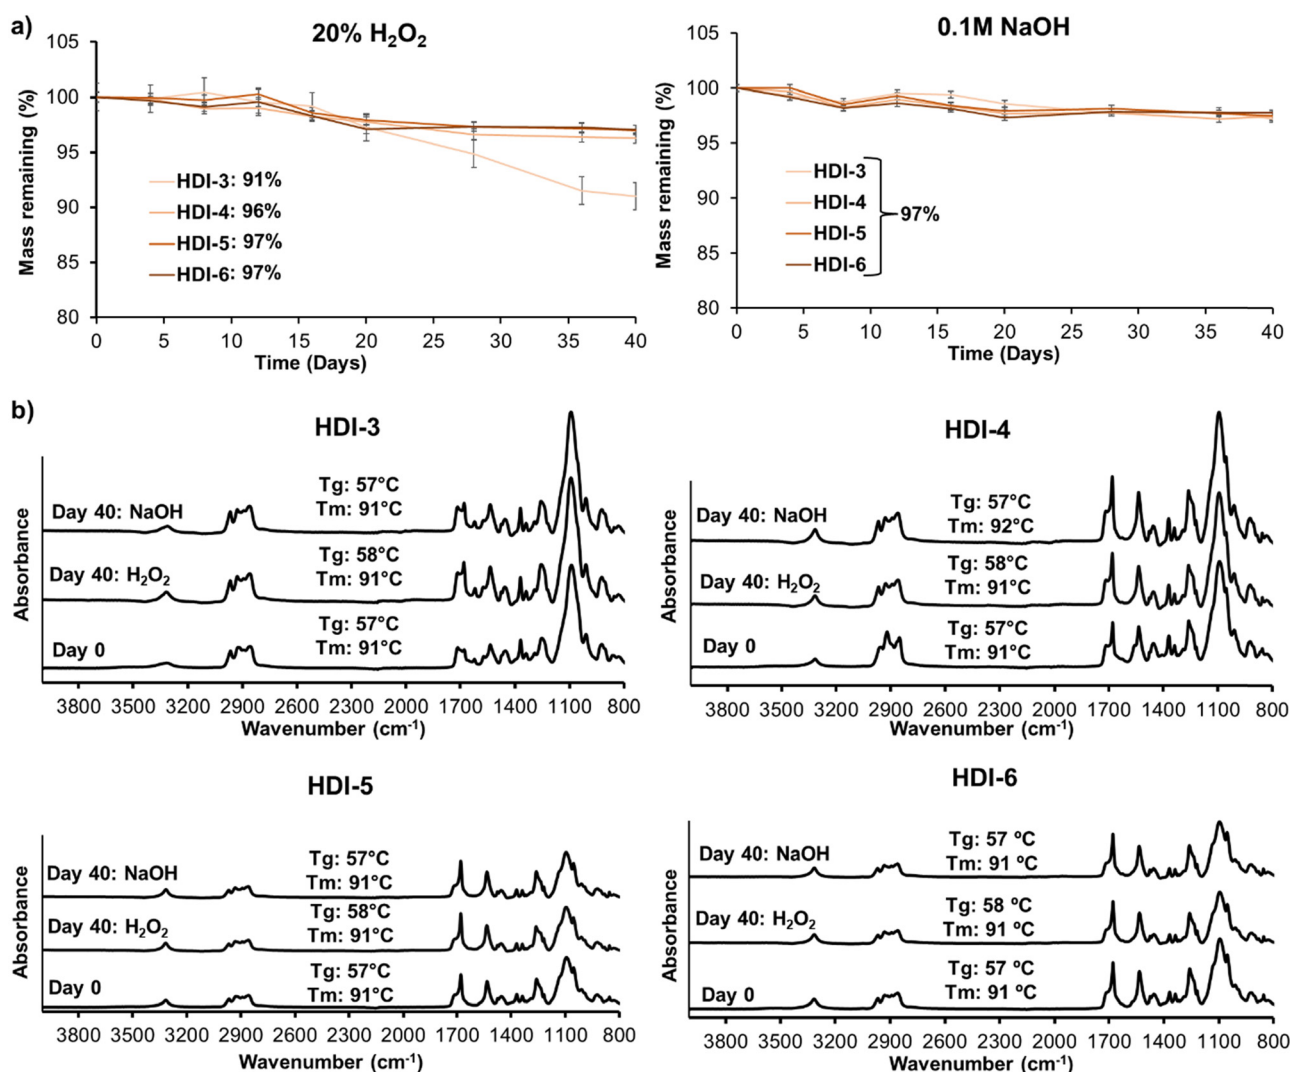 a)
20% H₂O₂
105
100
95
90
85
80
Mass remaining (%)
HDI-3: 91%
HDI-4: 96%
HDI-5: 97%
HDI-6: 97%
0 5 10 15 20 25 30 35 40
Time (Days)
0.1M NaOH
105
100
95
90
85
80
Mass remaining (%)
HDI-3
HDI-4
HDI-5
HDI-6
97%
0 5 10 15 20 25 30 35 40
Time (Days)
b)
HDI-3
Absorbance
Day 40: NaOH
Tg: 57°C
Tm: 91°C
Day 40: H₂O₂
Tg: 58°C
Tm: 91°C
Day 0
Tg: 57°C
Tm: 91°C
3800 3500 3200 2900 2600 2300 2000 1700 1400 1100 800
Wavenumber (cm⁻¹)
HDI-4
Absorbance
Day 40: NaOH
Tg: 57°C
Tm: 92°C
Day 40: H₂O₂
Tg: 58°C
Tm: 91°C
Day 0
Tg: 57°C
Tm: 91°C
3800 3500 3200 2900 2600 2300 2000 1700 1400 1100 800
Wavenumber (cm⁻¹)
HDI-5
Absorbance
Day 40: NaOH
Tg: 57°C
Tm: 91°C
Day 40: H₂O₂
Tg: 58°C
Tm: 91°C
Day 0
Tg: 57°C
Tm: 91°C
3800 3500 3200 2900 2600 2300 2000 1700 1400 1100 800
Wavenumber (cm⁻¹)
HDI-6
Absorbance
Day 40: NaOH
Tg: 57 ºC
Tm: 91 ºC
Day 40: H₂O₂
Tg: 58 ºC
Tm: 91 ºC
Day 0
Tg: 57 ºC
Tm: 91 ºC
3800 3500 3200 2900 2600 2300 2000 1700 1400 1100 800
Wavenumber (cm⁻¹)